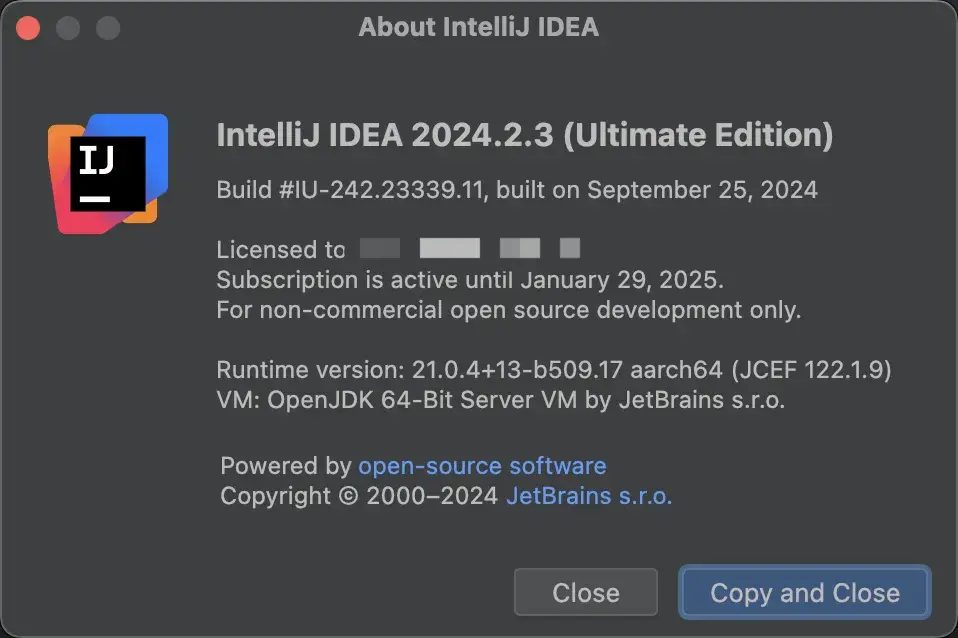 About IntelliJ IDEA
IJ
IntelliJ IDEA 2024.2.3 (Ultimate Edition)
Build #IU-242.23339.11, built on September 25, 2024
Licensed to
Subscription is active until January 29, 2025.
For non-commercial open source development only.
Runtime version: 21.0.4+13-b509.17 aarch64 (JCEF 122.1.9)
VM: OpenJDK 64-Bit Server VM by JetBrains s.r.o.
Powered by open-source software
Copyright © 2000–2024 JetBrains s.r.o.
Close
Copy and Close